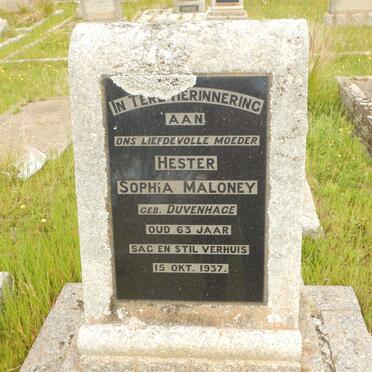 IN TERE HERINNERING
AAN
ONS LIEFDEVOLLE MOEDER
HESTER
SOPHIA MALONEY
GEB. DUVENHAGE
OUD 63 JAAR
SAG EN STIL VERHUIS
15 OKT. 1937.